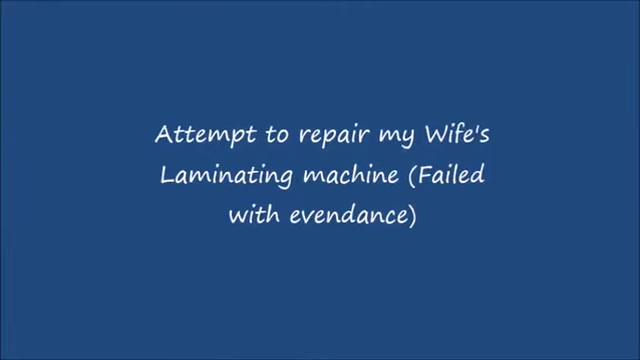 Attempt to repair my Wife's
Laminating machine (Failed
with evendance)